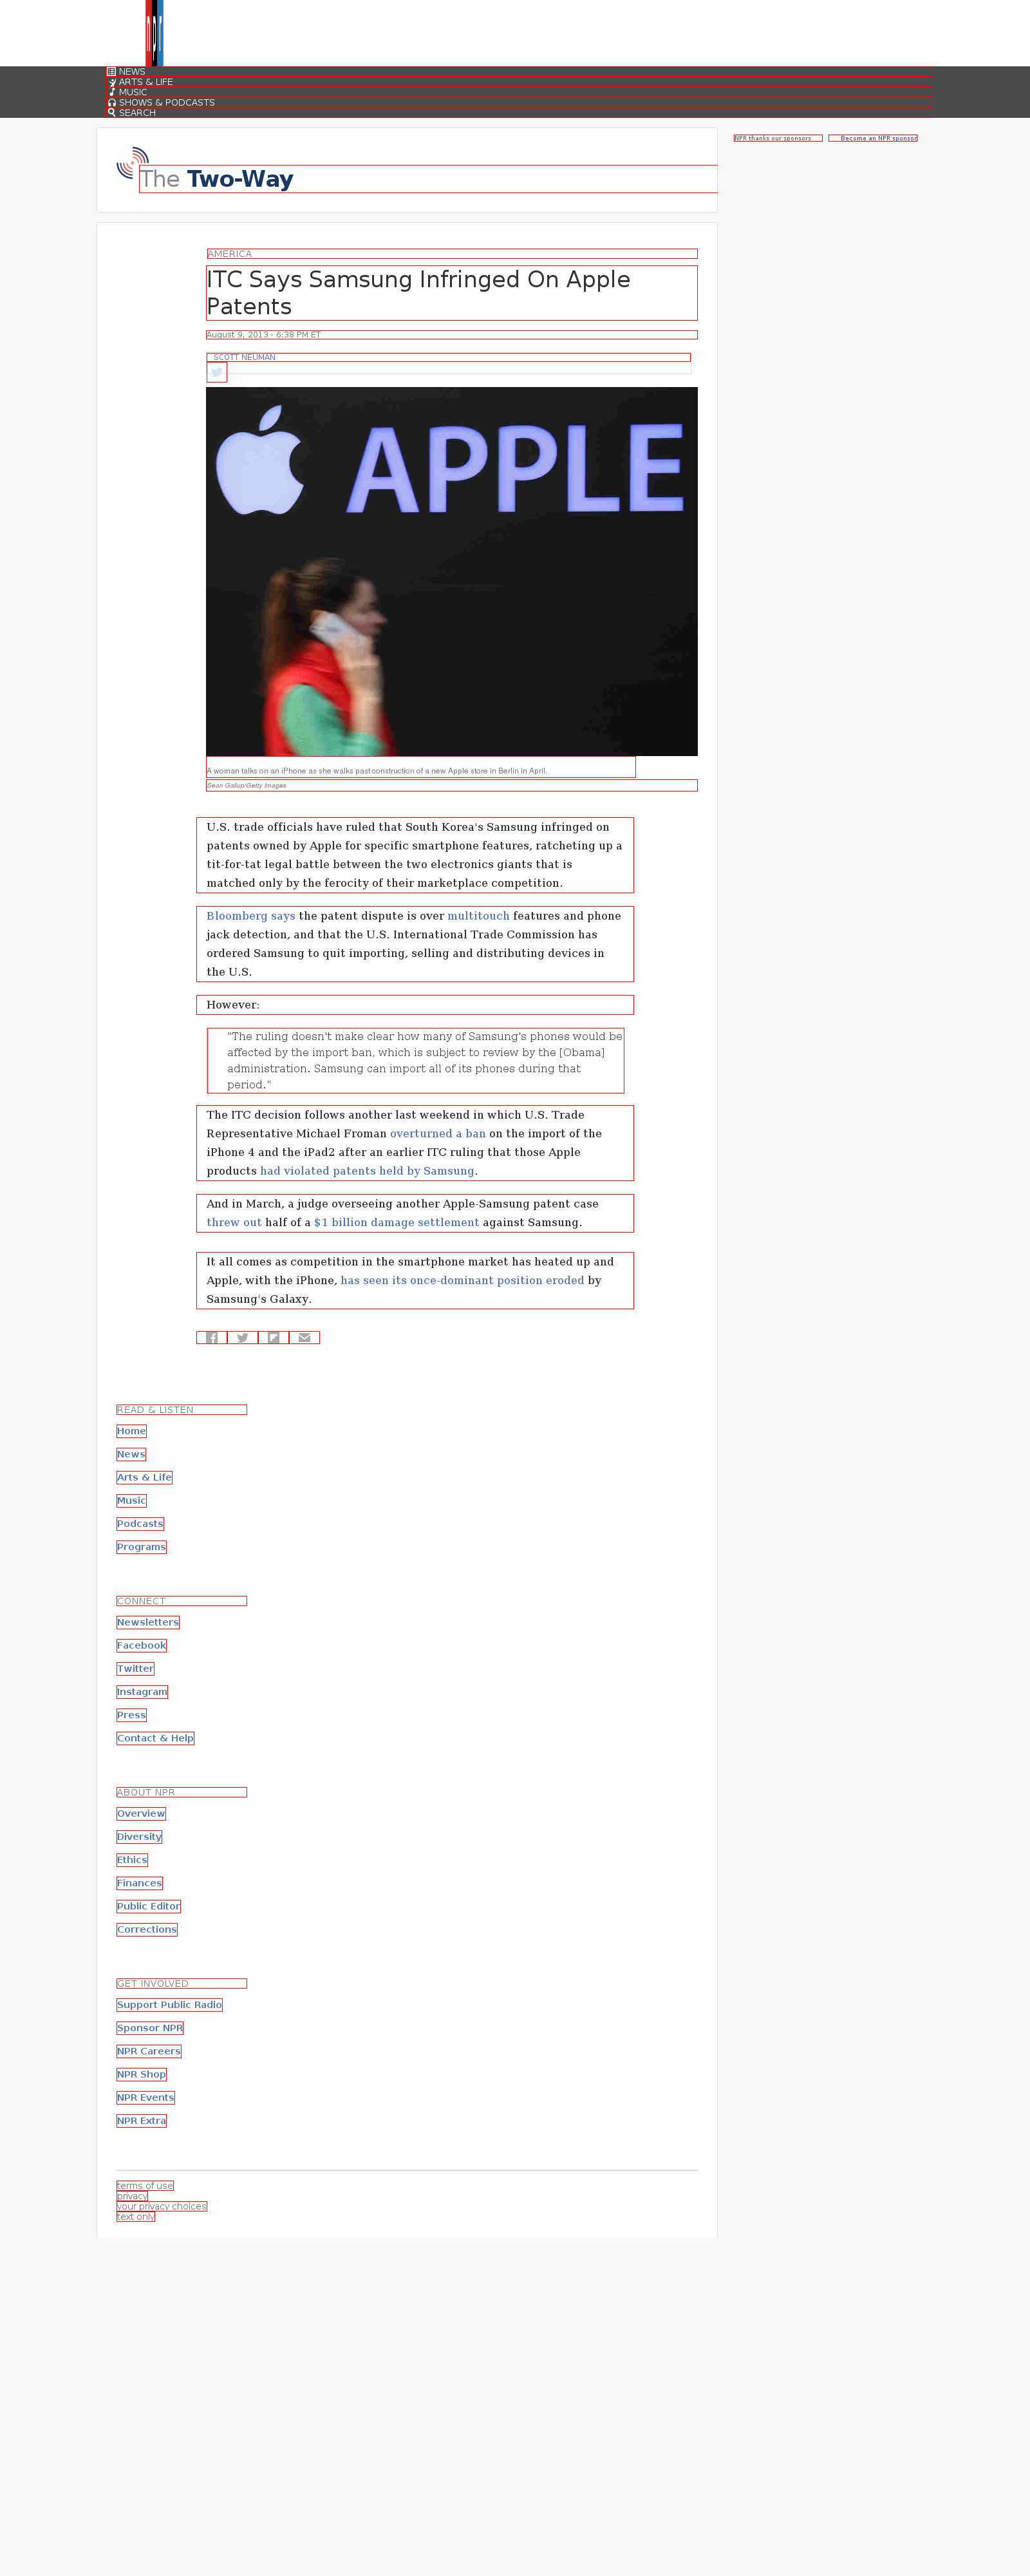 npr
NEWS
ARTS & LIFE
MUSIC
SHOWS & PODCASTS
SEARCH
NPR thanks our sponsors
Become an NPR sponsor
The Two-Way
AMERICA
ITC Says Samsung Infringed On Apple
Patents
August 9, 2013 · 6:38 PM ET
SCOTT NEUMAN
APPLE
A woman talks on an iPhone as she walks past construction of a new Apple store in Berlin in April.
Sean Gallup/Getty Images
U.S. trade officials have ruled that South Korea's Samsung infringed on
patents owned by Apple for specific smartphone features, ratcheting up a
tit-for-tat legal battle between the two electronics giants that is
matched only by the ferocity of their marketplace competition.
Bloomberg says the patent dispute is over multitouch features and phone
jack detection, and that the U.S. International Trade Commission has
ordered Samsung to quit importing, selling and distributing devices in
the U.S.
However:
"The ruling doesn't make clear how many of Samsung's phones would be
affected by the import ban, which is subject to review by the [Obama]
administration. Samsung can import all of its phones during that
period."
The ITC decision follows another last weekend in which U.S. Trade
Representative Michael Froman overturned a ban on the import of the
iPhone 4 and the iPad2 after an earlier ITC ruling that those Apple
products had violated patents held by Samsung.
And in March, a judge overseeing another Apple-Samsung patent case
threw out half of a $1 billion damage settlement against Samsung.
It all comes as competition in the smartphone market has heated up and
Apple, with the iPhone, has seen its once-dominant position eroded by
Samsung's Galaxy.
READ & LISTEN
Home
News
Arts & Life
Music
Podcasts
Programs
CONNECT
Newsletters
Facebook
Twitter
Instagram
Press
Contact & Help
ABOUT NPR
Overview
Diversity
Ethics
Finances
Public Editor
Corrections
GET INVOLVED
Support Public Radio
Sponsor NPR
NPR Careers
NPR Shop
NPR Events
NPR Extra
terms of use
privacy
your privacy choices
text only